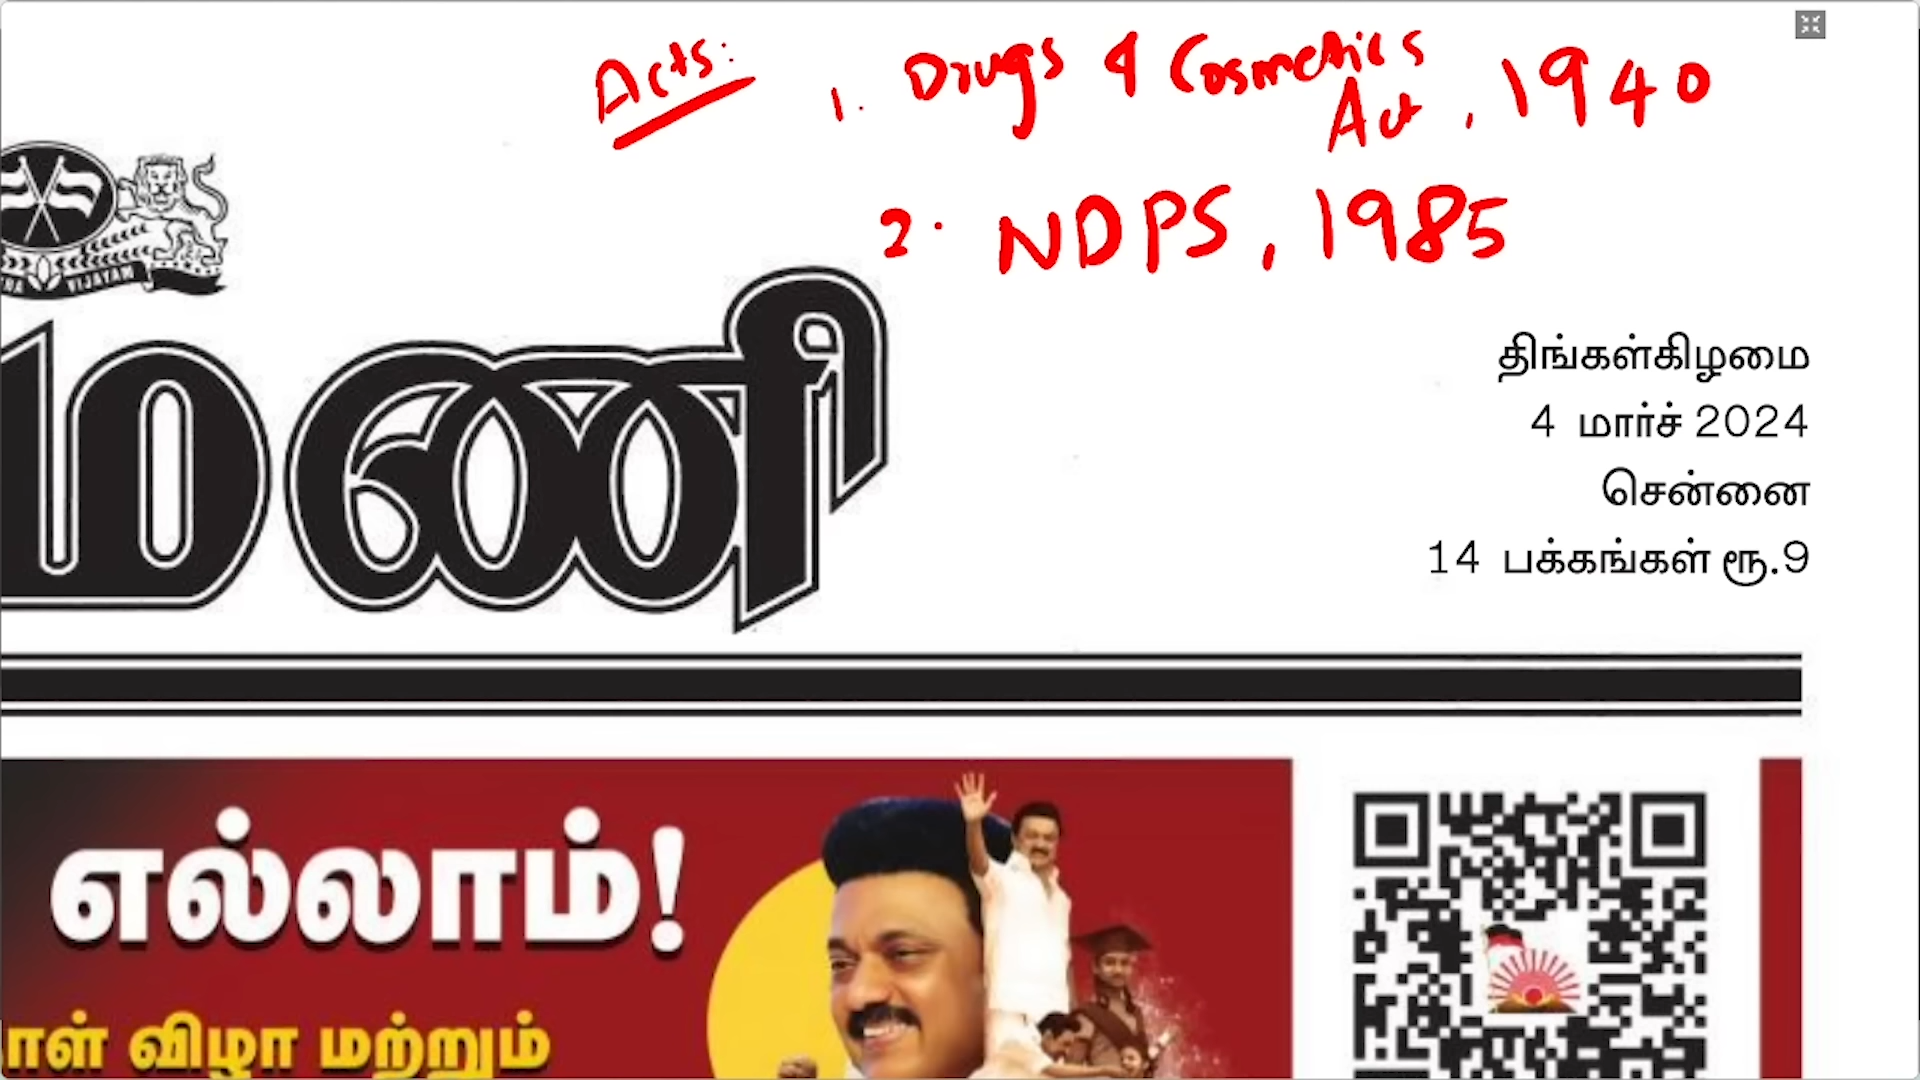 Acts: 1. Drugs & Cosmetics
Act, 1940
2. NDPS, 1985
VIJAYAM
மணி
திங்கள்கிழமை
4 மார்ச் 2024
சென்னை
14 பக்கங்கள் ரூ.9
எல்லாம்!
விழா மற்றும்